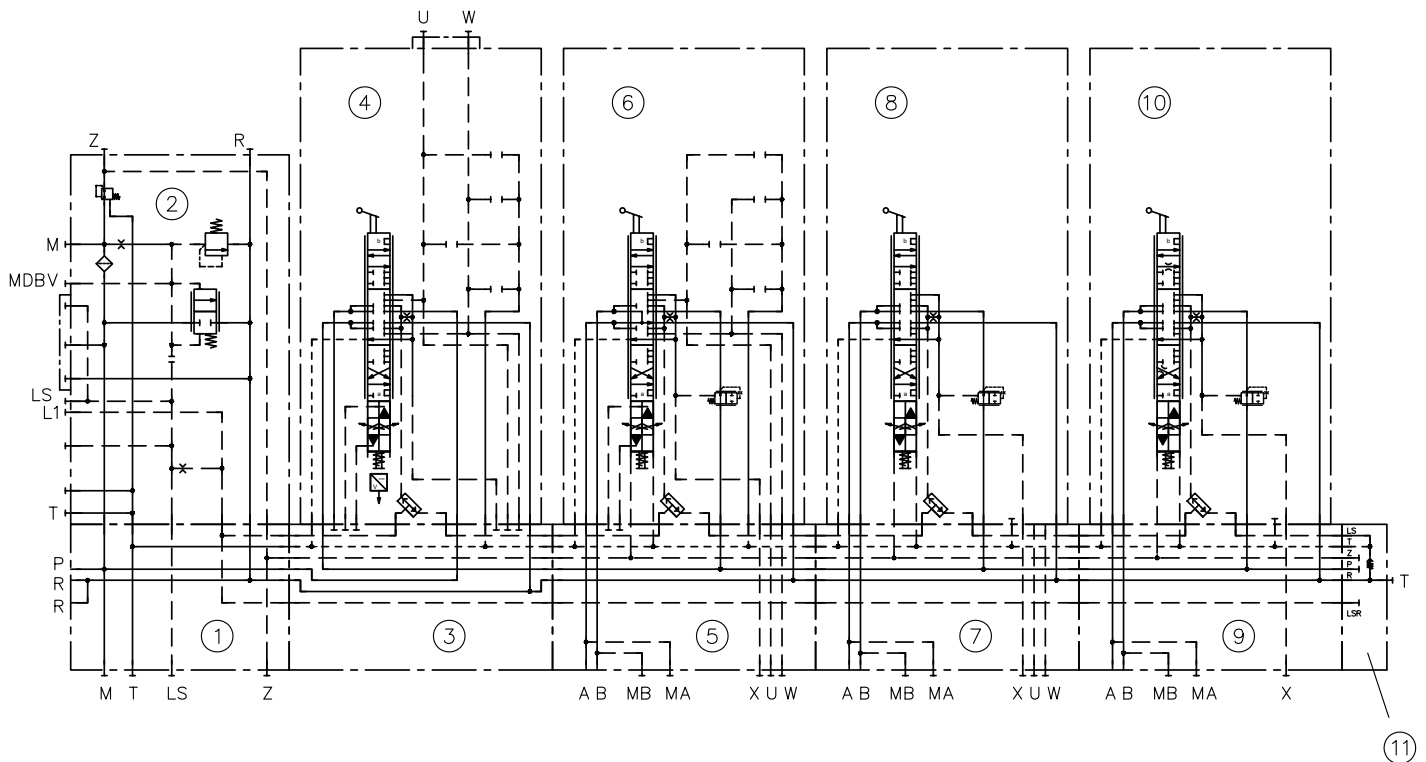 U W
4 6 8 10
Z R
2
M
MDBV
LS
L1
T
P
R
R
b b b b
a a a a
V
LS
T
Z
P
R
T
LSR
1 3 5 7 9
M T LS Z A B MB MA X U W A B MB MA X U W A B MB MA X
11